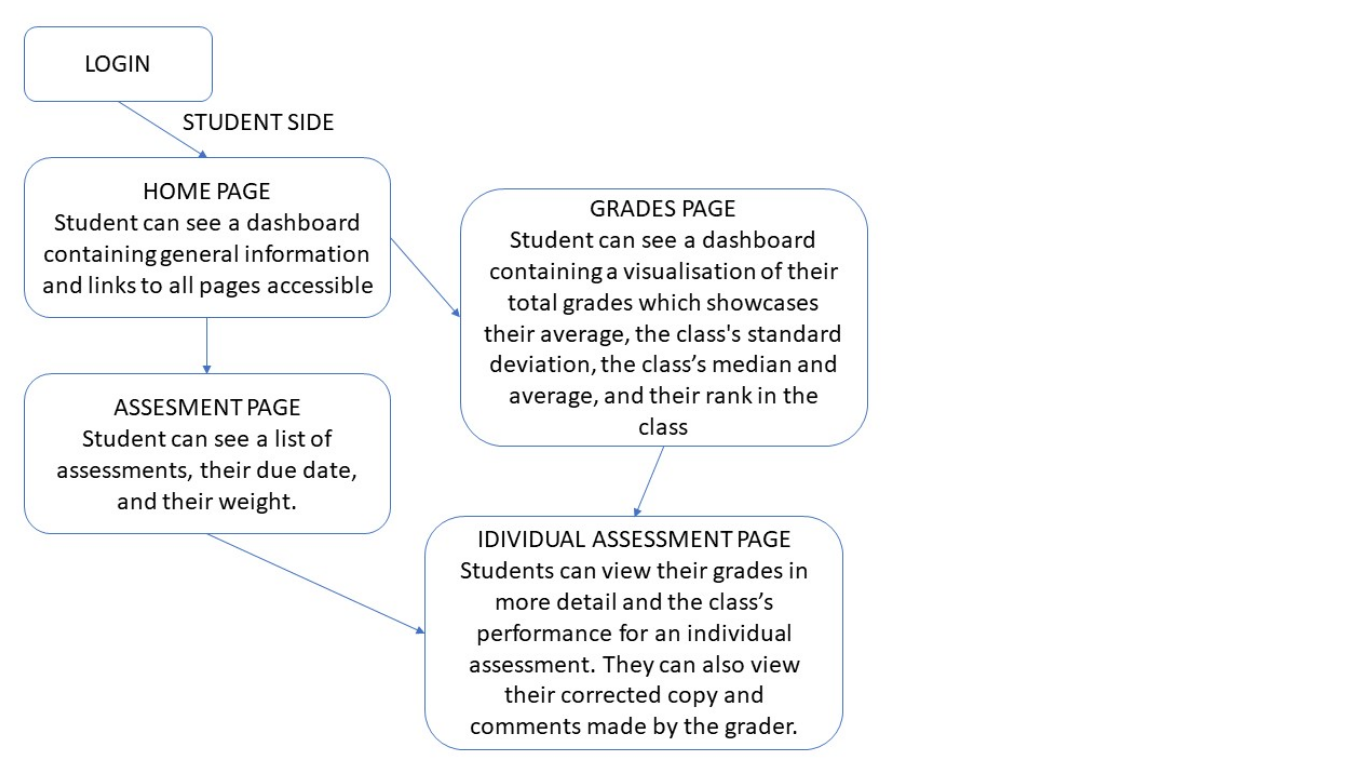 LOGIN
STUDENT SIDE
HOME PAGE
Student can see a dashboard
containing general information
and links to all pages accessible
GRADES PAGE
Student can see a dashboard
containing a visualisation of their
total grades which showcases
their average, the class's standard
deviation, the class’s median and
average, and their rank in the
class
ASSESMENT PAGE
Student can see a list of
assessments, their due date,
and their weight.
IDIVIDUAL ASSESSMENT PAGE
Students can view their grades in
more detail and the class’s
performance for an individual
assessment. They can also view
their corrected copy and
comments made by the grader.